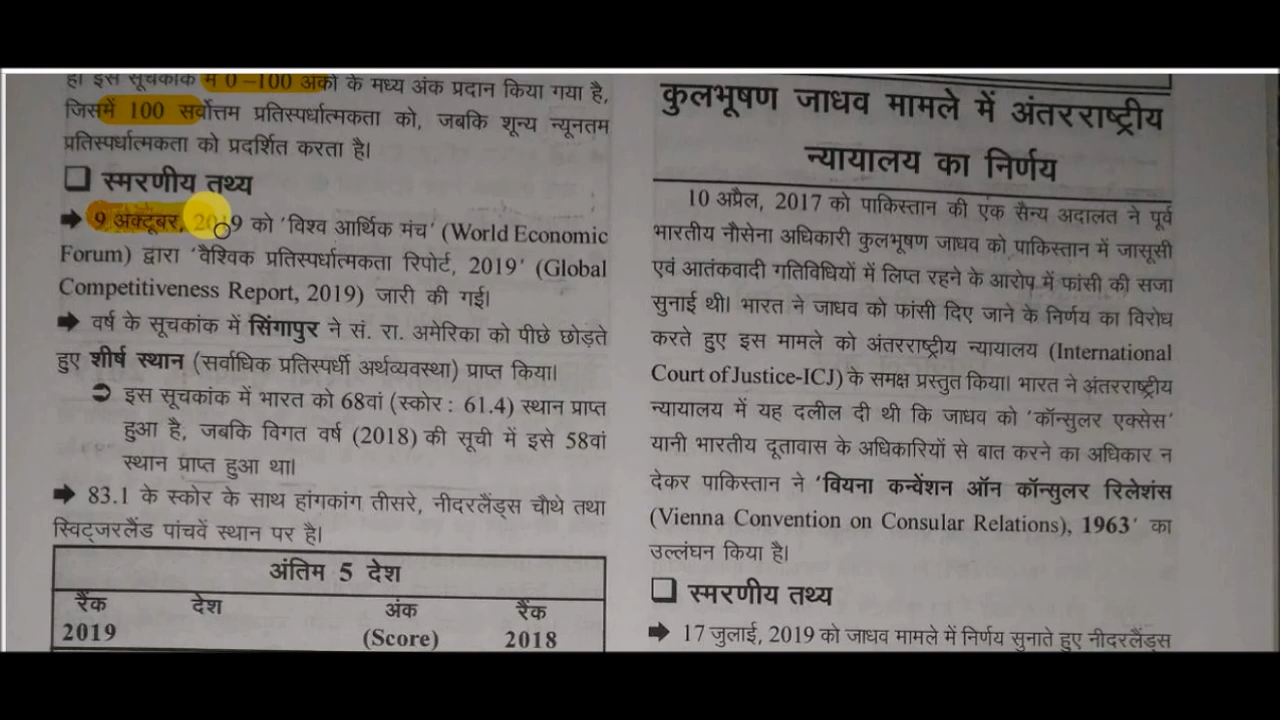 है। इस सूचकांक में 0–100 अंकों के मध्य अंक प्रदान किया गया है,
जिसमें 100 सर्वोत्तम प्रतिस्पर्धात्मकता को, जबकि शून्य न्यूनतम
प्रतिस्पर्धात्मकता को प्रदर्शित करता है।
❑ स्मरणीय तथ्य
➡ 9 अक्टूबर, 2019 को 'विश्व आर्थिक मंच' (World Economic
Forum) द्वारा 'वैश्विक प्रतिस्पर्धात्मकता रिपोर्ट, 2019' (Global
Competitiveness Report, 2019) जारी की गई।
➡ वर्ष के सूचकांक में सिंगापुर ने सं. रा. अमेरिका को पीछे छोड़ते
हुए शीर्ष स्थान (सर्वाधिक प्रतिस्पर्धी अर्थव्यवस्था) प्राप्त किया।
➲ इस सूचकांक में भारत को 68वां (स्कोर : 61.4) स्थान प्राप्त
हुआ है, जबकि विगत वर्ष (2018) की सूची में इसे 58वां
स्थान प्राप्त हुआ था।
➡ 83.1 के स्कोर के साथ हांगकांग तीसरे, नीदरलैंड्स चौथे तथा
स्विट्जरलैंड पांचवें स्थान पर है।
अंतिम 5 देश
रैंक देश अंक रैंक
2019 (Score) 2018
कुलभूषण जाधव मामले में अंतरराष्ट्रीय
न्यायालय का निर्णय
10 अप्रैल, 2017 को पाकिस्तान की एक सैन्य अदालत ने पूर्व
भारतीय नौसेना अधिकारी कुलभूषण जाधव को पाकिस्तान में जासूसी
एवं आतंकवादी गतिविधियों में लिप्त रहने के आरोप में फांसी की सजा
सुनाई थी। भारत ने जाधव को फांसी दिए जाने के निर्णय का विरोध
करते हुए इस मामले को अंतरराष्ट्रीय न्यायालय (International
Court of Justice-ICJ) के समक्ष प्रस्तुत किया। भारत ने अंतरराष्ट्रीय
न्यायालय में यह दलील दी थी कि जाधव को 'कॉन्सुलर एक्सेस'
यानी भारतीय दूतावास के अधिकारियों से बात करने का अधिकार न
देकर पाकिस्तान ने 'वियना कन्वेंशन ऑन कॉन्सुलर रिलेशंस
(Vienna Convention on Consular Relations), 1963' का
उल्लंघन किया है।
❑ स्मरणीय तथ्य
➡ 17 जुलाई, 2019 को जाधव मामले में निर्णय सुनाते हुए नीदरलैंड्स